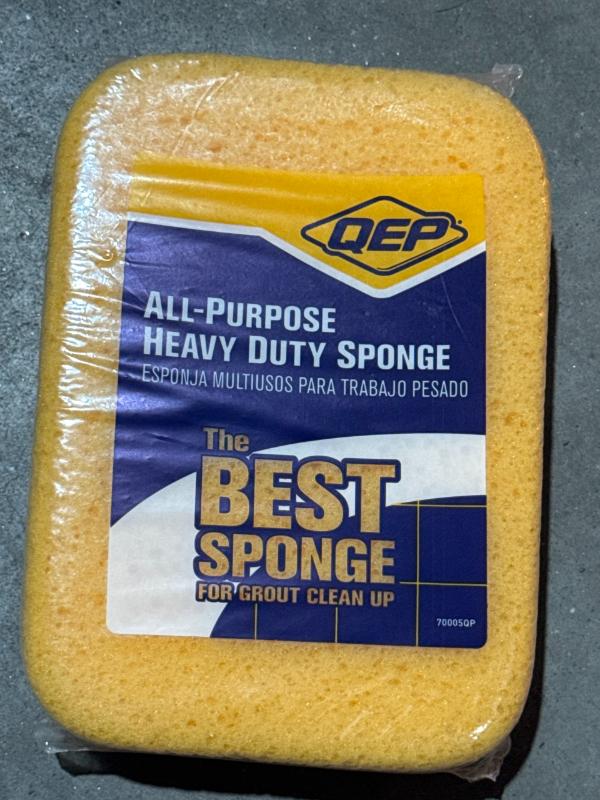 QEP
ALL-PURPOSE
HEAVY DUTY SPONGE
ESPONJA MULTIUSOS PARA TRABAJO PESADO
The
BEST
SPONGE
FOR GROUT CLEAN UP
70005QP